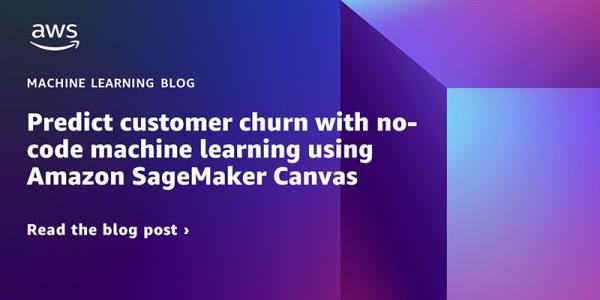 aws
MACHINE LEARNING BLOG
Predict customer churn with no-
code machine learning using
Amazon SageMaker Canvas
Read the blog post ›